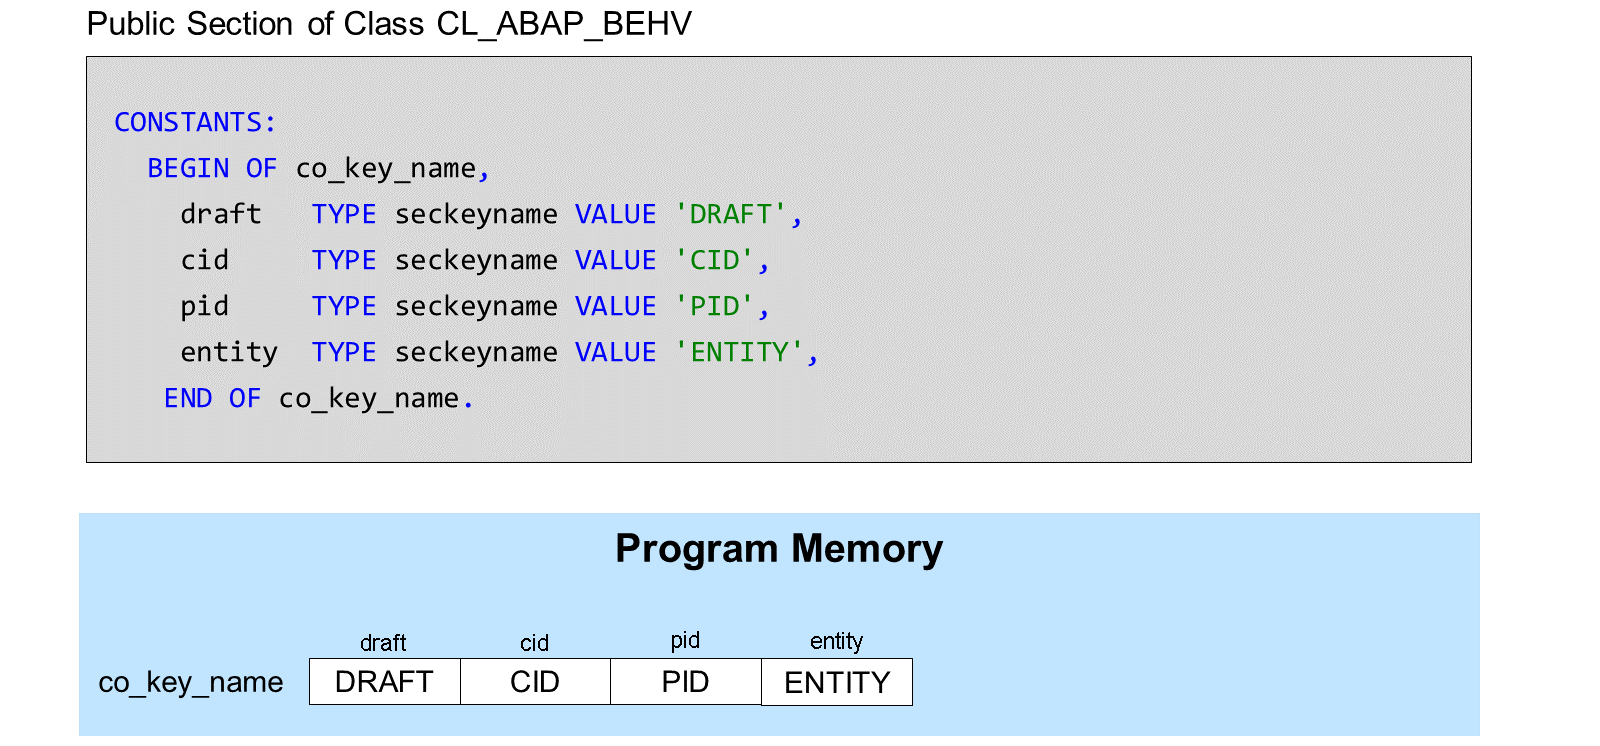 Public Section of Class CL_ABAP_BEHV
CONSTANTS:
BEGIN OF co_key_name,
draft TYPE seckeyname VALUE 'DRAFT',
cid TYPE seckeyname VALUE 'CID',
pid TYPE seckeyname VALUE 'PID',
entity TYPE seckeyname VALUE 'ENTITY',
END OF co_key_name.
Program Memory
draft cid pid entity
co_key_name DRAFT CID PID ENTITY